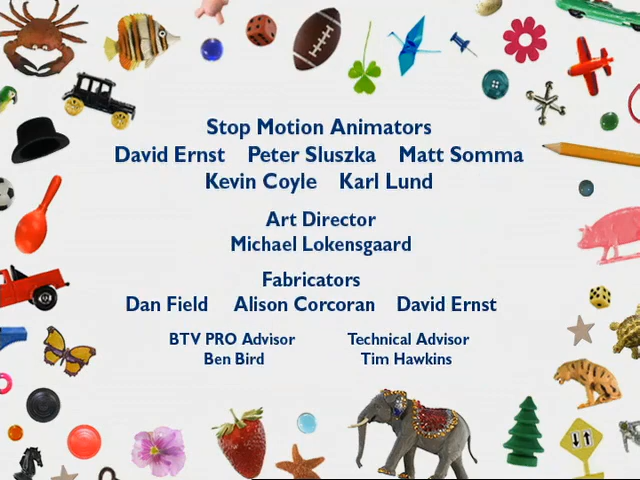 Stop Motion Animators
David Ernst Peter Sluszka Matt Somma
Kevin Coyle Karl Lund
Art Director
Michael Lokensgaard
Fabricators
Dan Field Alison Corcoran David Ernst
BTV PRO Advisor Technical Advisor
Ben Bird Tim Hawkins